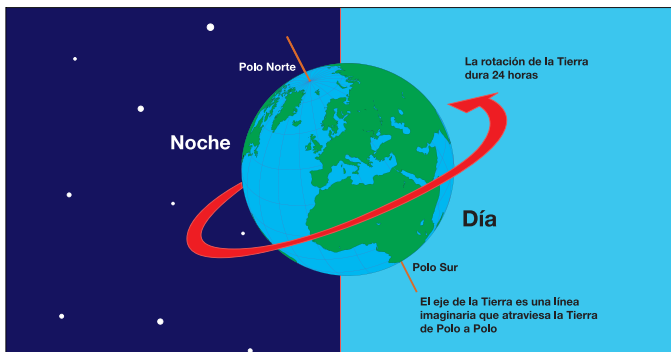 Polo Norte
La rotación de la Tierra
dura 24 horas
Noche
Día
Polo Sur
El eje de la Tierra es una línea
imaginaria que atraviesa la Tierra
de Polo a Polo